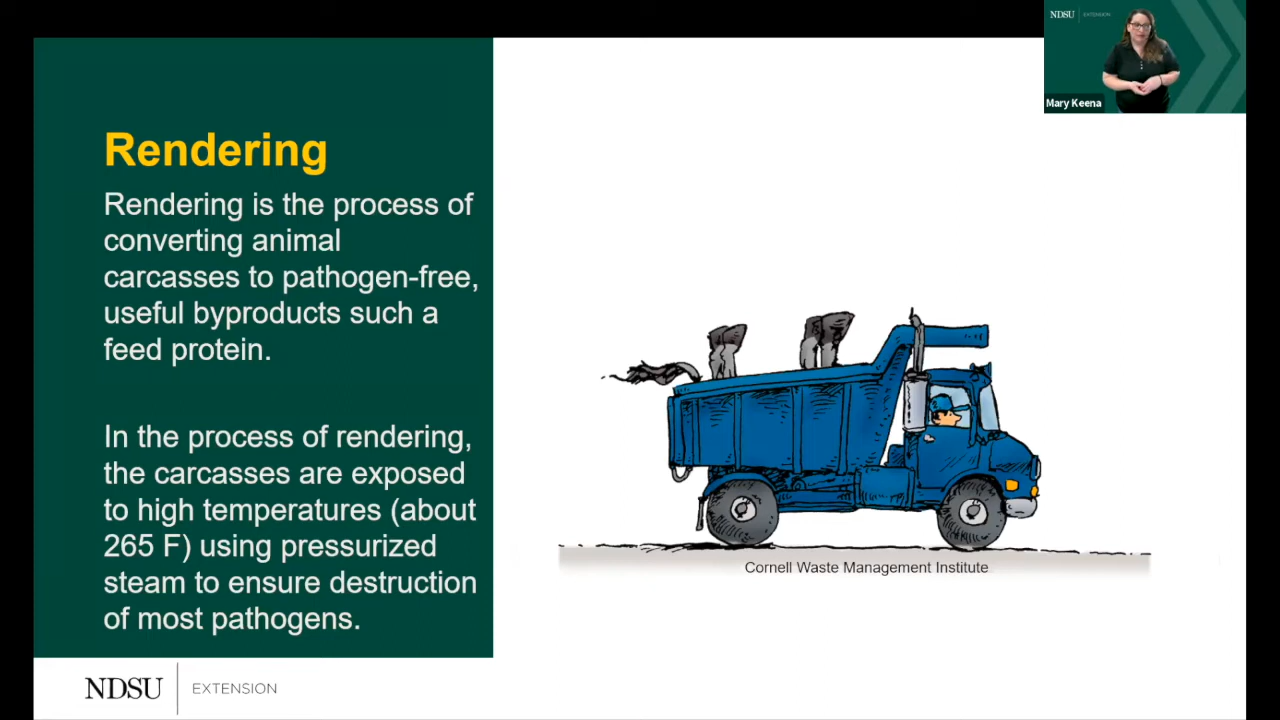 NDSU EXTENSION
Mary Keena
Rendering
Rendering is the process of
converting animal
carcasses to pathogen-free,
useful byproducts such a
feed protein.
In the process of rendering,
the carcasses are exposed
to high temperatures (about
265 F) using pressurized
steam to ensure destruction
of most pathogens.
Cornell Waste Management Institute
NDSU EXTENSION